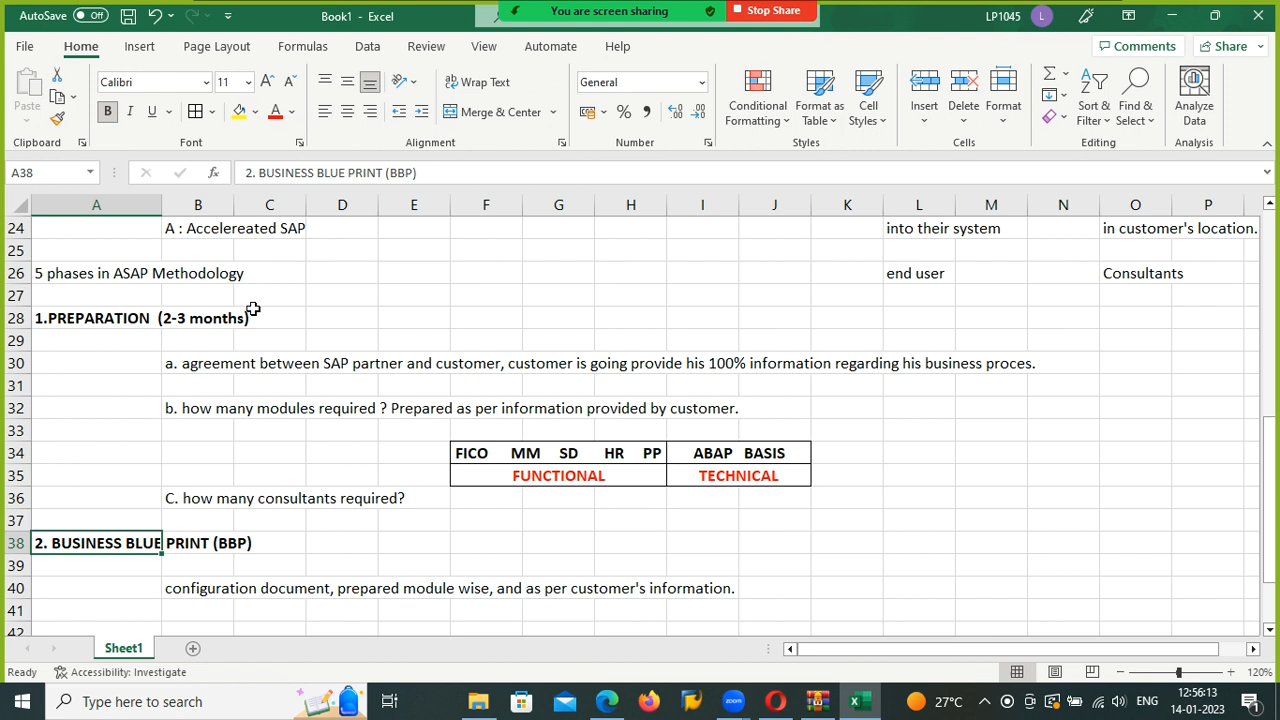 AutoSave Off Book1 - Excel You are screen sharing Stop Share LP1045 L
File Home Insert Page Layout Formulas Data Review View Automate Help Comments Share
Paste Calibri 11 A A Wrap Text General Conditional Formatting Format as Table Cell Styles Insert Delete Format Sort & Filter Find & Select Analyze Data
B I U A Merge & Center % ,
Clipboard Font Alignment Number Styles Cells Editing Analysis
A38 fx 2. BUSINESS BLUE PRINT (BBP)
A B C D E F G H I J K L M N O P
24 A : Accelereated SAP into their system in customer's location.
25
26 5 phases in ASAP Methodology end user Consultants
27
28 1.PREPARATION (2-3 months)
29
30 a. agreement between SAP partner and customer, customer is going provide his 100% information regarding his business proces.
31
32 b. how many modules required ? Prepared as per information provided by customer.
33
34 FICO MM SD HR PP ABAP BASIS
35 FUNCTIONAL TECHNICAL
36 C. how many consultants required?
37
38 2. BUSINESS BLUE PRINT (BBP)
39
40 configuration document, prepared module wise, and as per customer's information.
41
42
Sheet1
Ready Accessibility: Investigate 120%
Type here to search zoom 27°C ENG 12:56:13
14-01-2023